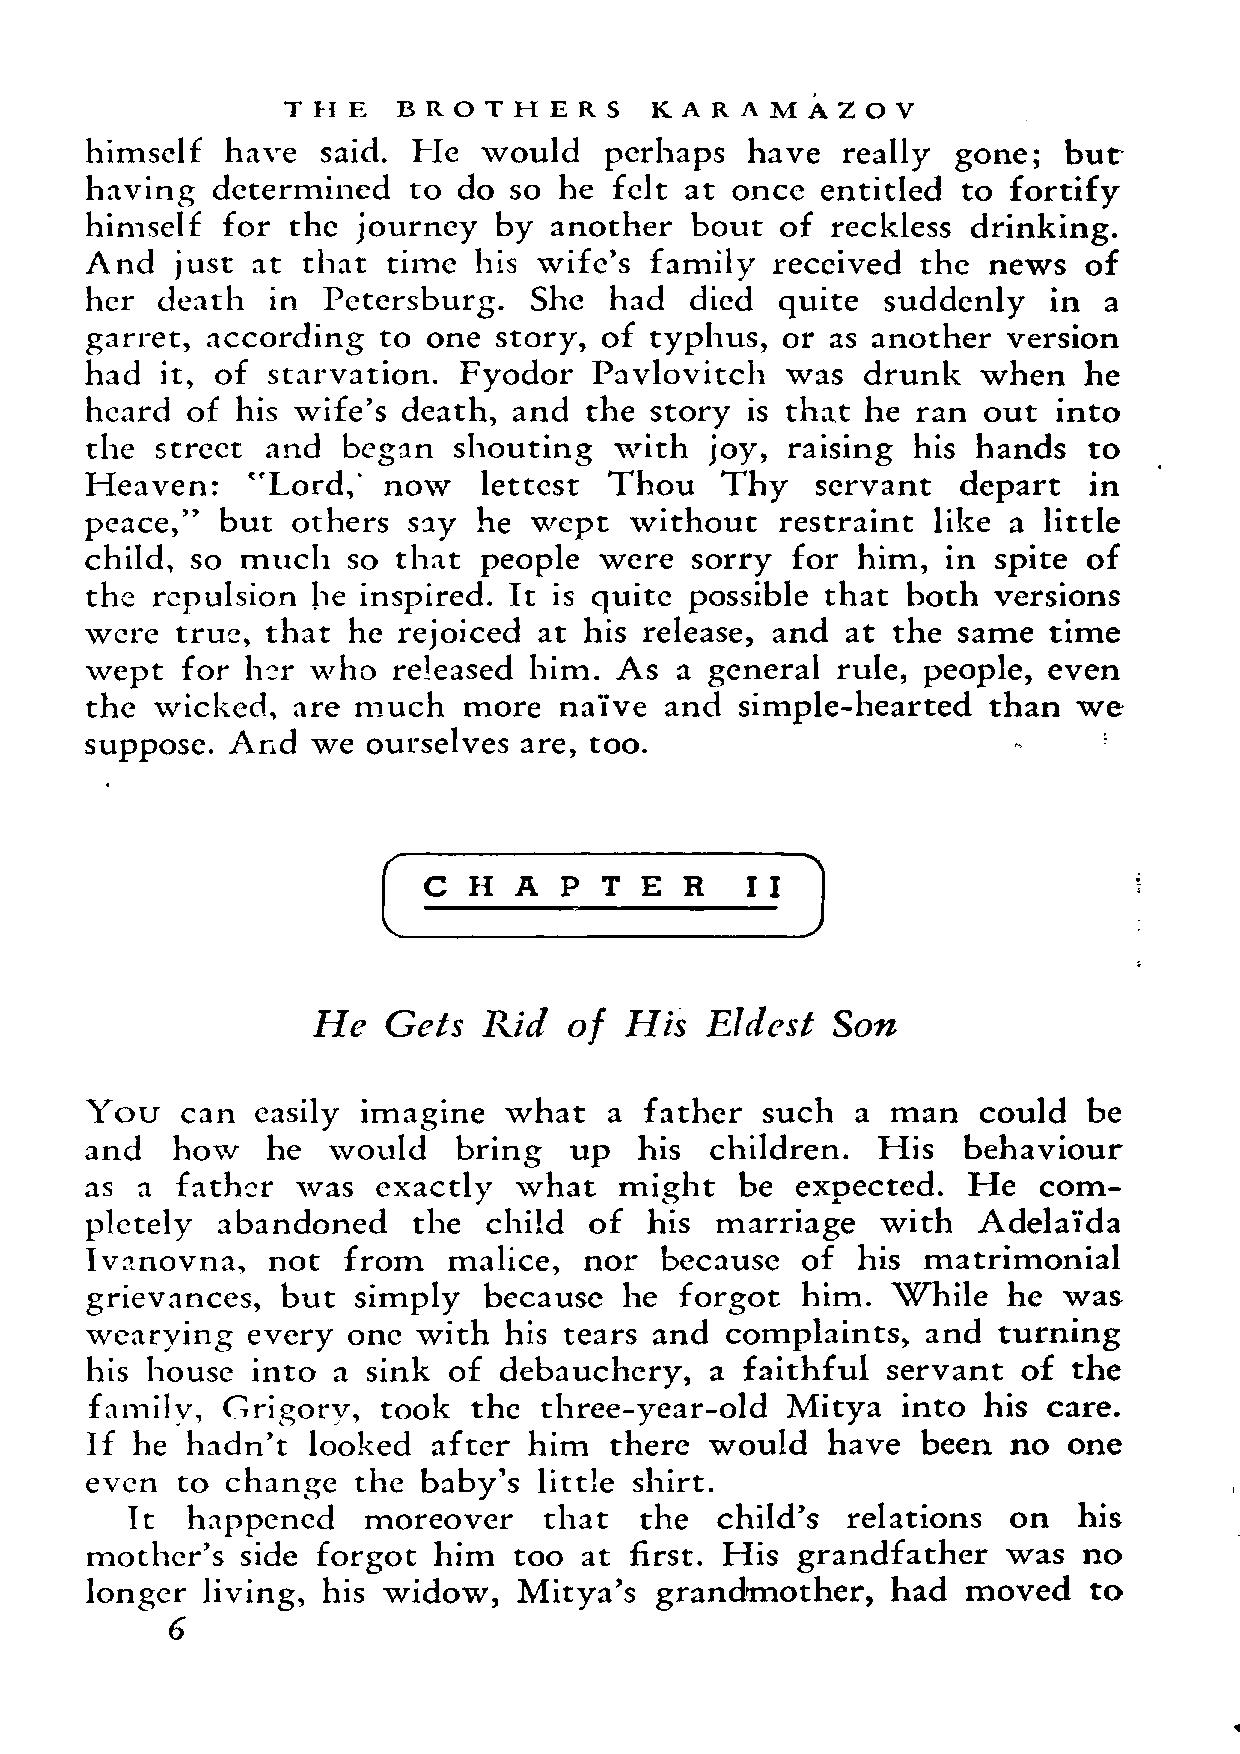 THE BROTHERS KARAMAZOV
himself have said. He would perhaps have really gone; but
having determined to do so he felt at once entitled to fortify
himself for the journey by another bout of reckless drinking.
And just at that time his wife's family received the news of
her death in Petersburg. She had died quite suddenly in a
garret, according to one story, of typhus, or as another version
had it, of starvation. Fyodor Pavlovitch was drunk when he
heard of his wife's death, and the story is that he ran out into
the street and began shouting with joy, raising his hands to
Heaven: "Lord, now lettest Thou Thy servant depart in
peace," but others say he wept without restraint like a little
child, so much so that people were sorry for him, in spite of
the repulsion he inspired. It is quite possible that both versions
were true, that he rejoiced at his release, and at the same time
wept for her who released him. As a general rule, people, even
the wicked, are much more naïve and simple-hearted than we
suppose. And we ourselves are, too.
CHAPTER II
He Gets Rid of His Eldest Son
You can easily imagine what a father such a man could be
and how he would bring up his children. His behaviour
as a father was exactly what might be expected. He com-
pletely abandoned the child of his marriage with Adelaïda
Ivanovna, not from malice, nor because of his matrimonial
grievances, but simply because he forgot him. While he was
wearying every one with his tears and complaints, and turning
his house into a sink of debauchery, a faithful servant of the
family, Grigory, took the three-year-old Mitya into his care.
If he hadn't looked after him there would have been no one
even to change the baby's little shirt.
It happened moreover that the child's relations on his
mother's side forgot him too at first. His grandfather was no
longer living, his widow, Mitya's grandmother, had moved to
6